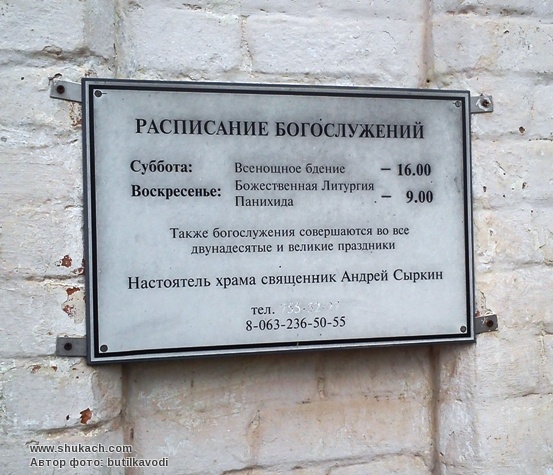 РАСПИСАНИЕ БОГОСЛУЖЕНИЙ
Суббота: Всенощное бдение – 16.00
Воскресенье: Божественная Литургия
Панихида – 9.00
Также богослужения совершаются во все
двунадесятые и великие праздники
Настоятель храма священник Андрей Сыркин
тел.
8-063-236-50-55
www.shukach.com
Автор фото: butilkavodi